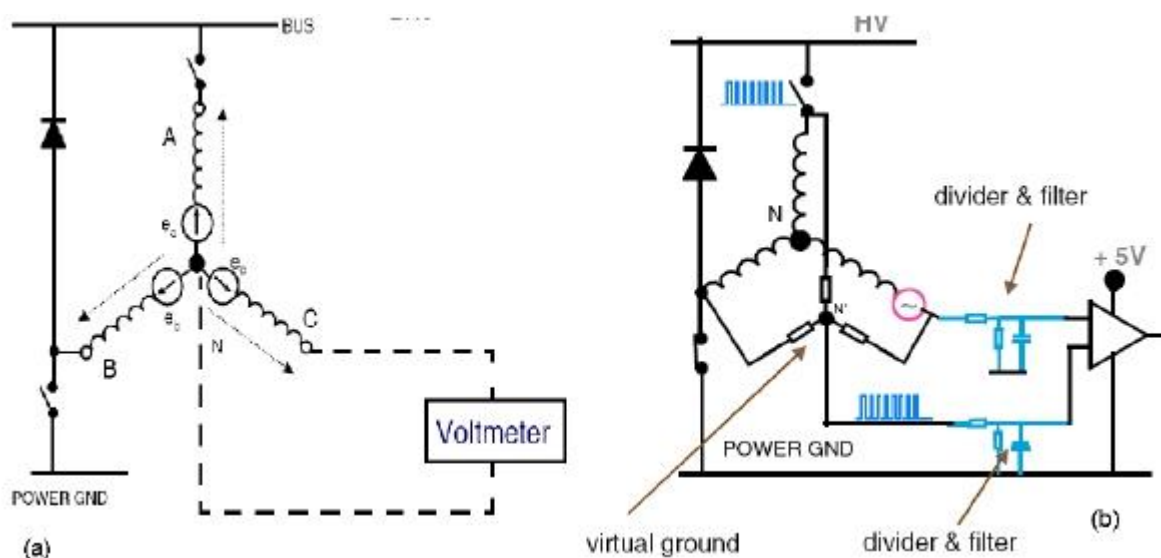 BUS
A
e
e
e
C
B
N
Voltmeter
POWER GND
(a)
HV
N
divider & filter
+ 5V
N'
POWER GND
virtual ground
divider & filter
(b)